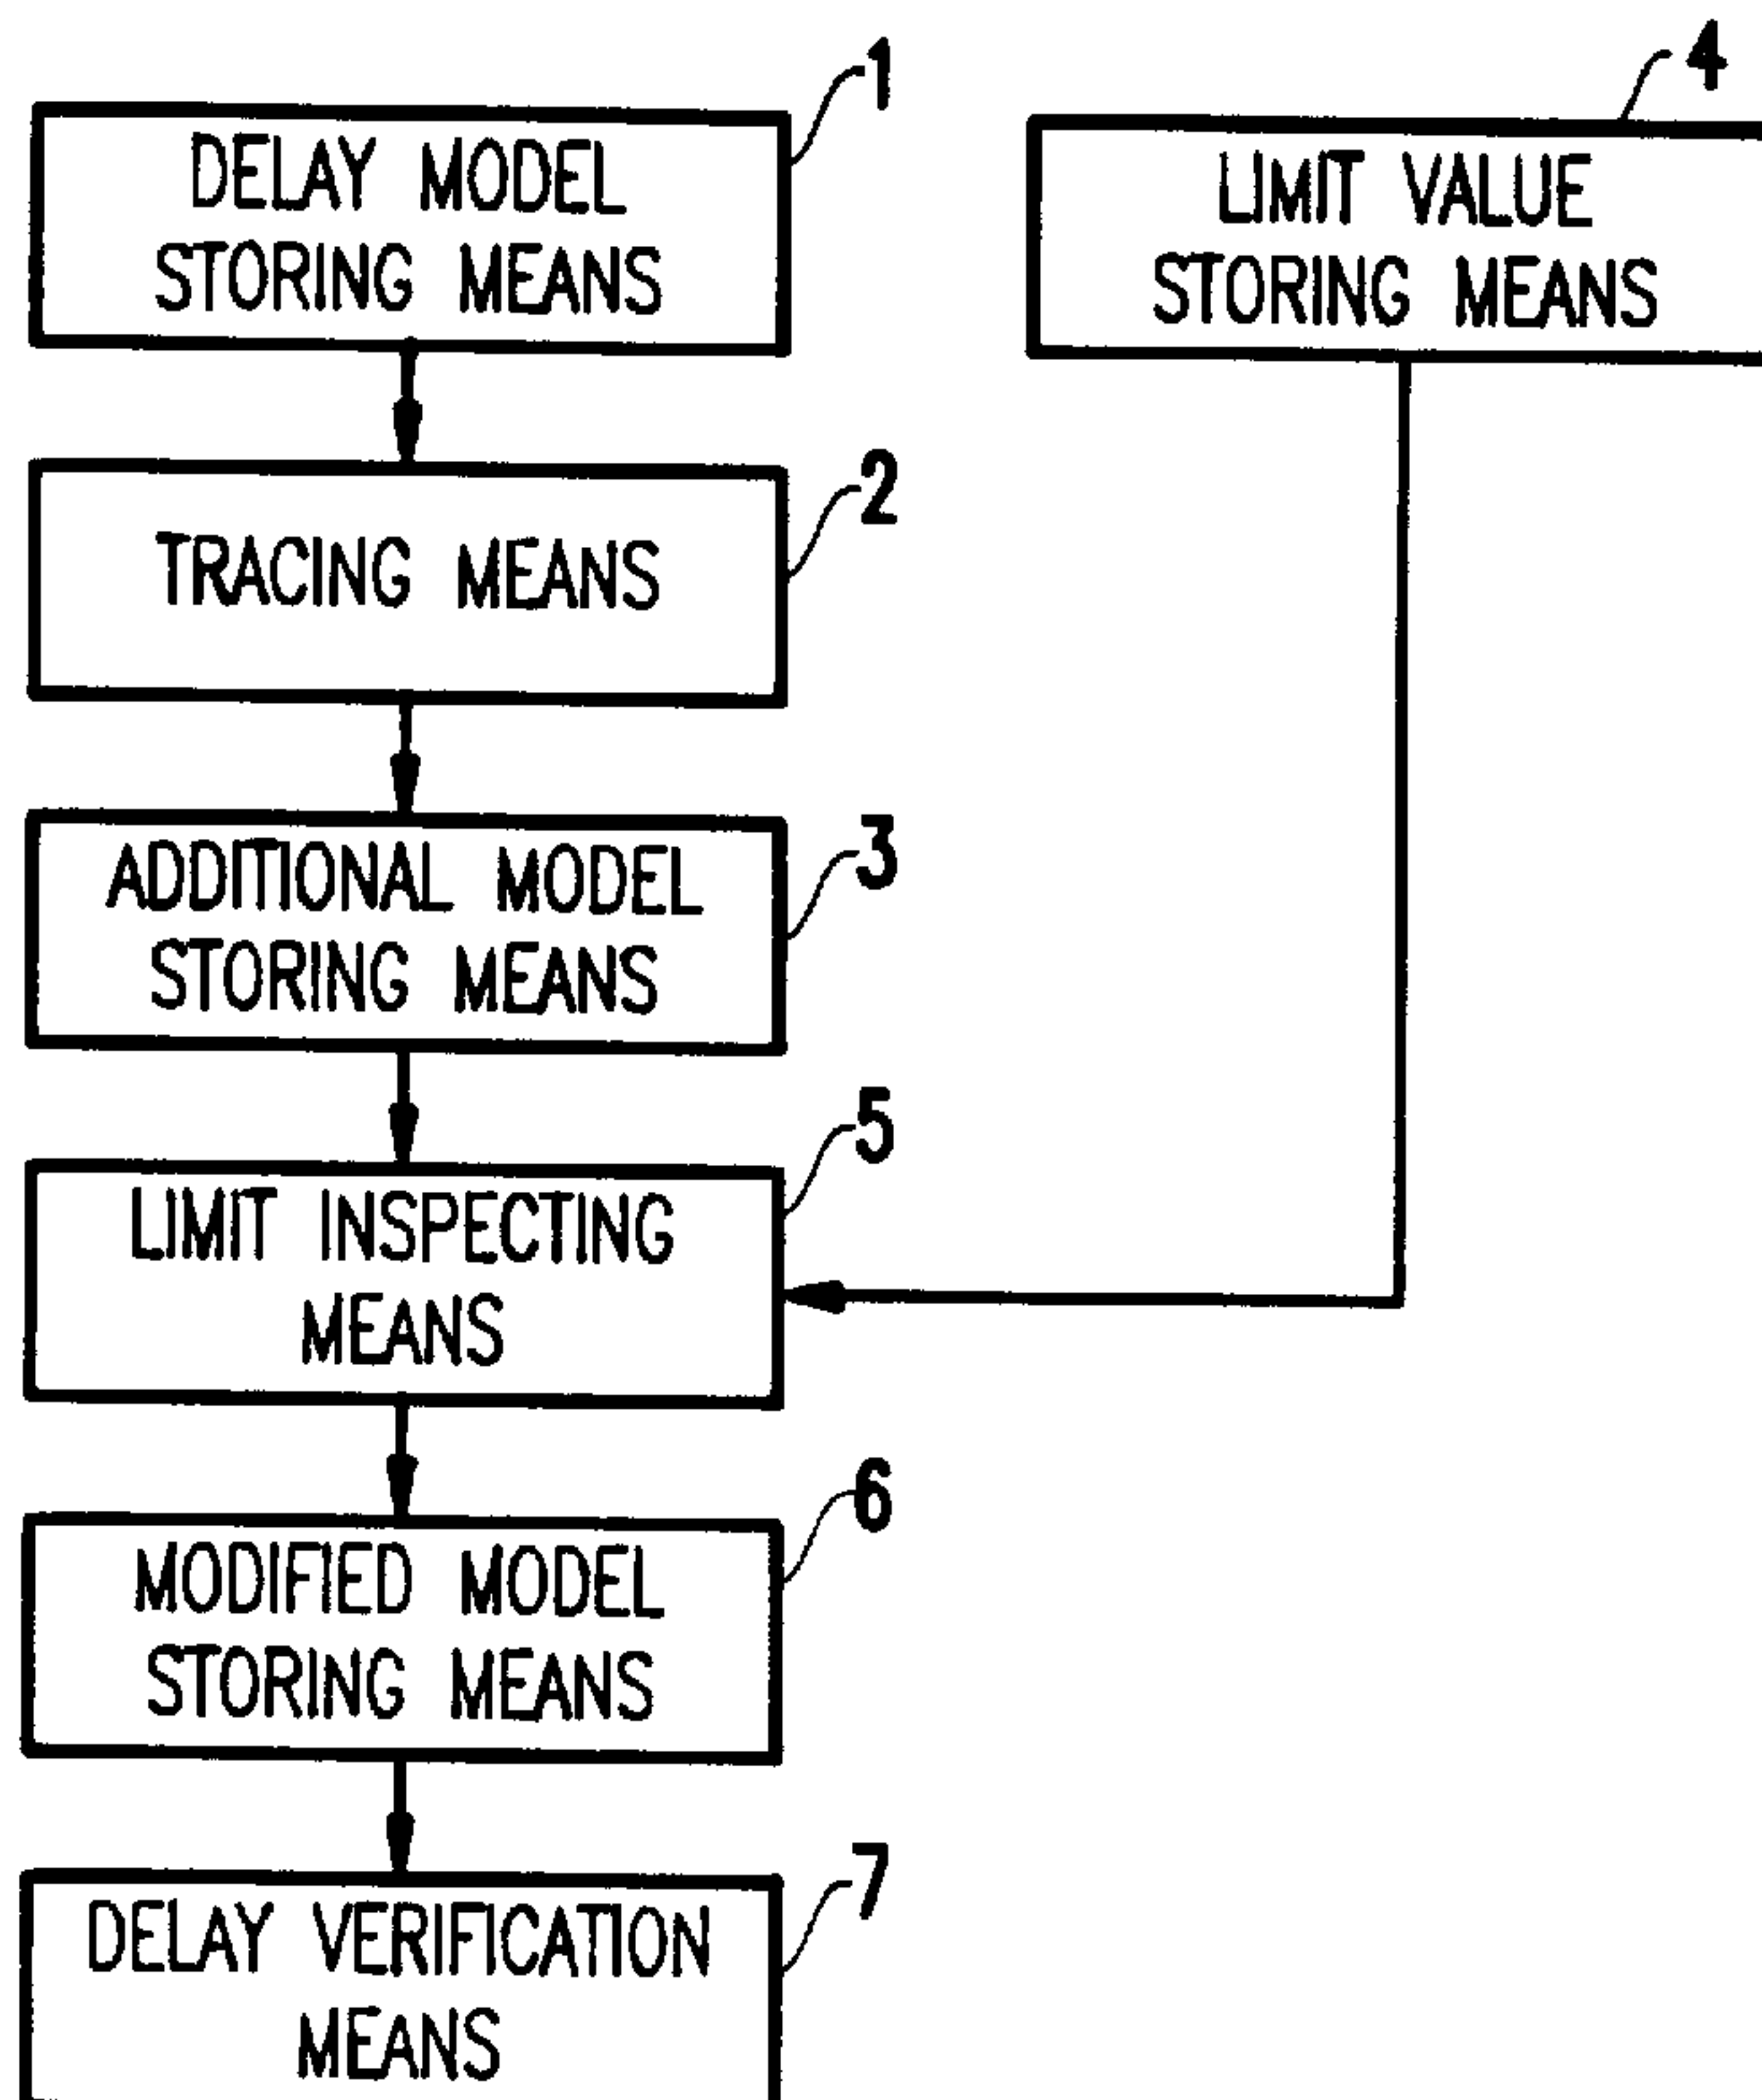 1
DELAY MODEL
STORING MEANS
4
LIMIT VALUE
STORING MEANS
2
TRACING MEANS
3
ADDITIONAL MODEL
STORING MEANS
5
LIMIT INSPECTING
MEANS
6
MODIFIED MODEL
STORING MEANS
7
DELAY VERIFICATION
MEANS